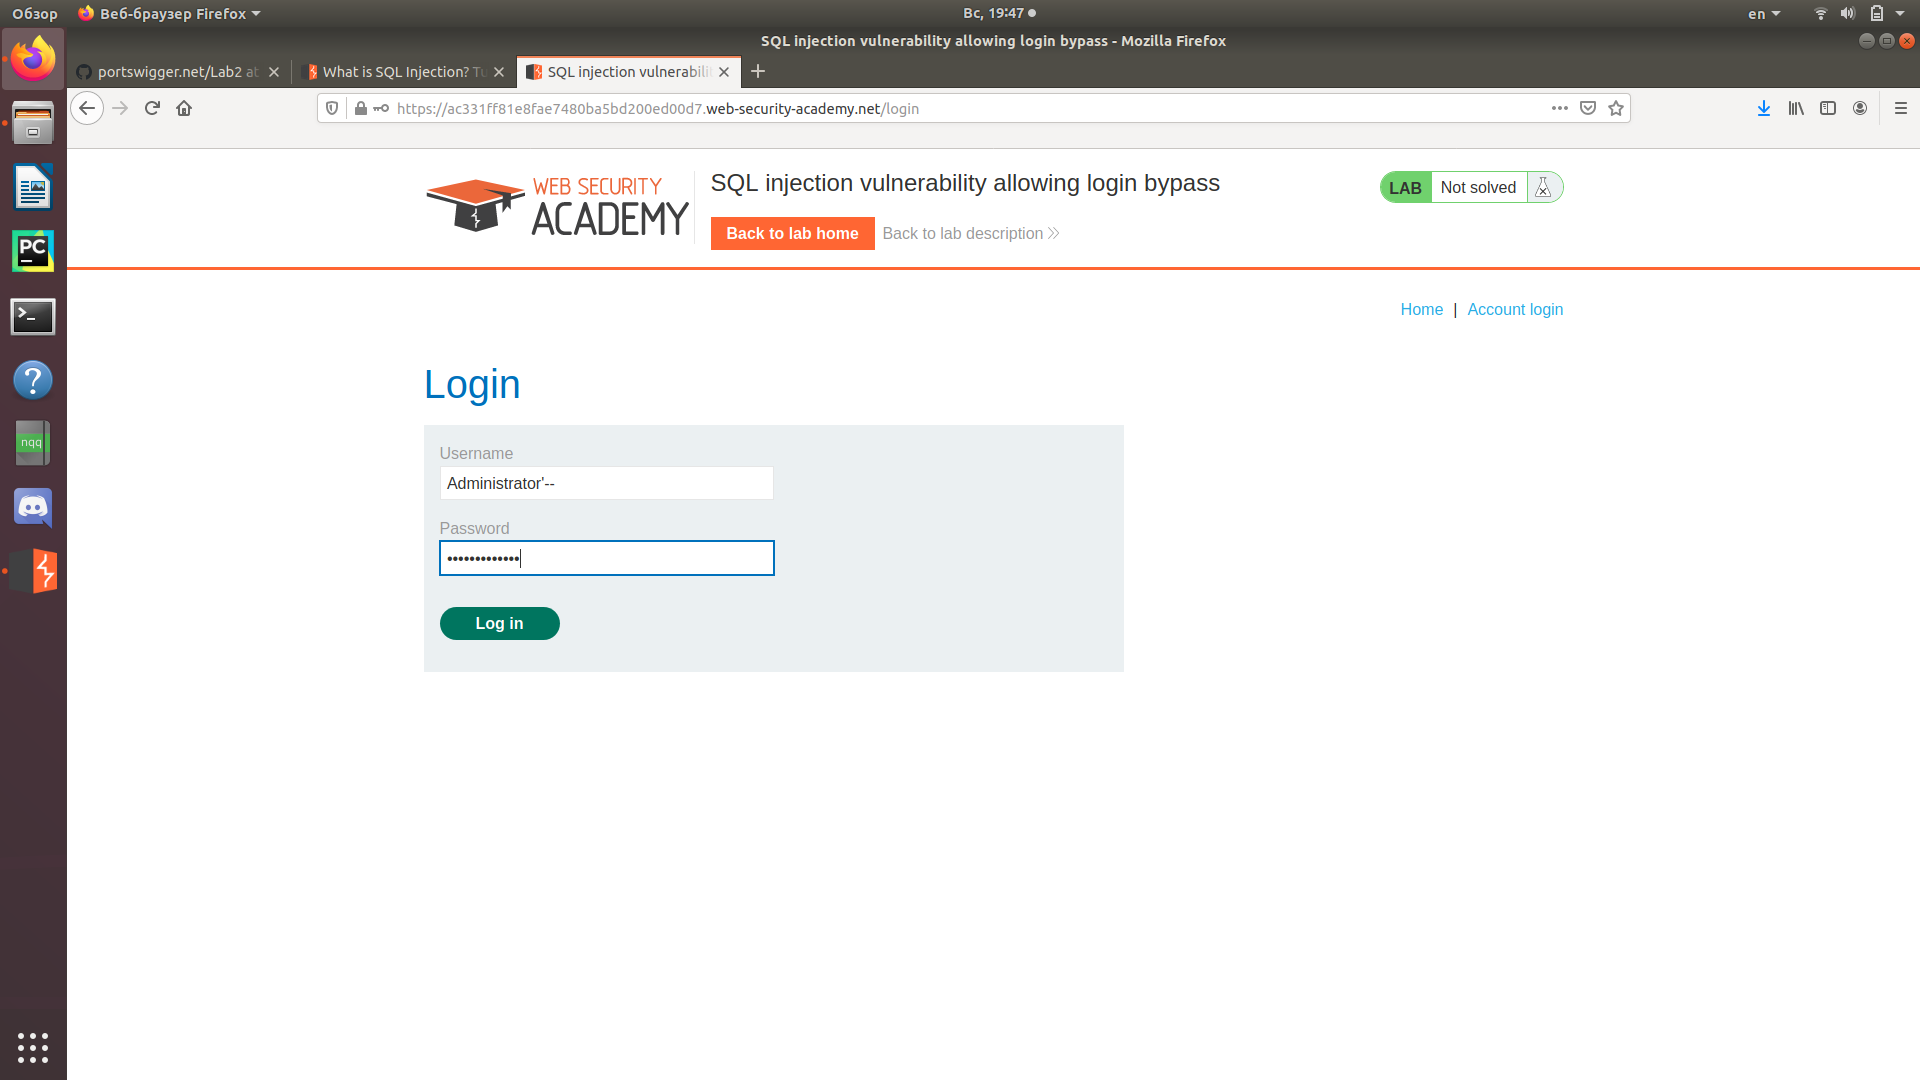 Обзор
Веб-браузер Firefox
Вс, 19:47
en
SQL injection vulnerability allowing login bypass - Mozilla Firefox
portswigger.net/Lab2 at
What is SQL Injection? Tu
SQL injection vulnerabili
https://ac331ff81e8fae7480ba5bd200ed00d7.web-security-academy.net/login
WEB SECURITY
ACADEMY
SQL injection vulnerability allowing login bypass
Back to lab home
Back to lab description
LAB
Not solved
Home | Account login
Login
Username
Administrator'--
Password
•••••••••••••
Log in
PC
nqq